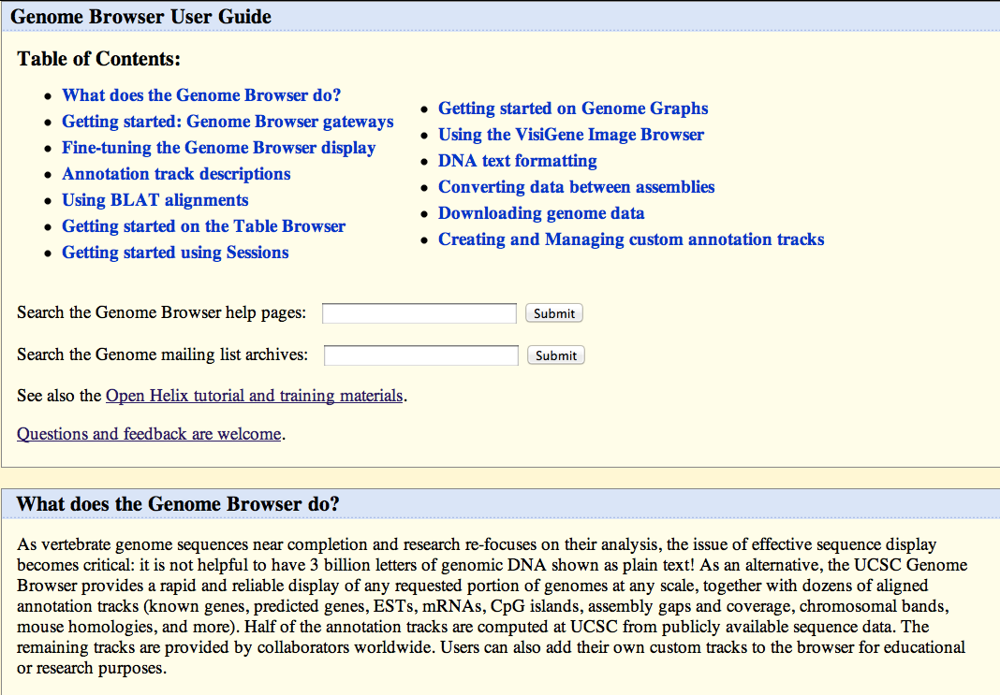 Genome Browser User Guide
Table of Contents:
What does the Genome Browser do?
Getting started: Genome Browser gateways
Fine-tuning the Genome Browser display
Annotation track descriptions
Using BLAT alignments
Getting started on the Table Browser
Getting started using Sessions
Getting started on Genome Graphs
Using the VisiGene Image Browser
DNA text formatting
Converting data between assemblies
Downloading genome data
Creating and Managing custom annotation tracks
Search the Genome Browser help pages: Submit
Search the Genome mailing list archives: Submit
See also the Open Helix tutorial and training materials.
Questions and feedback are welcome.
What does the Genome Browser do?
As vertebrate genome sequences near completion and research re-focuses on their analysis, the issue of effective sequence display
becomes critical: it is not helpful to have 3 billion letters of genomic DNA shown as plain text! As an alternative, the UCSC Genome
Browser provides a rapid and reliable display of any requested portion of genomes at any scale, together with dozens of aligned
annotation tracks (known genes, predicted genes, ESTs, mRNAs, CpG islands, assembly gaps and coverage, chromosomal bands,
mouse homologies, and more). Half of the annotation tracks are computed at UCSC from publicly available sequence data. The
remaining tracks are provided by collaborators worldwide. Users can also add their own custom tracks to the browser for educational
or research purposes.